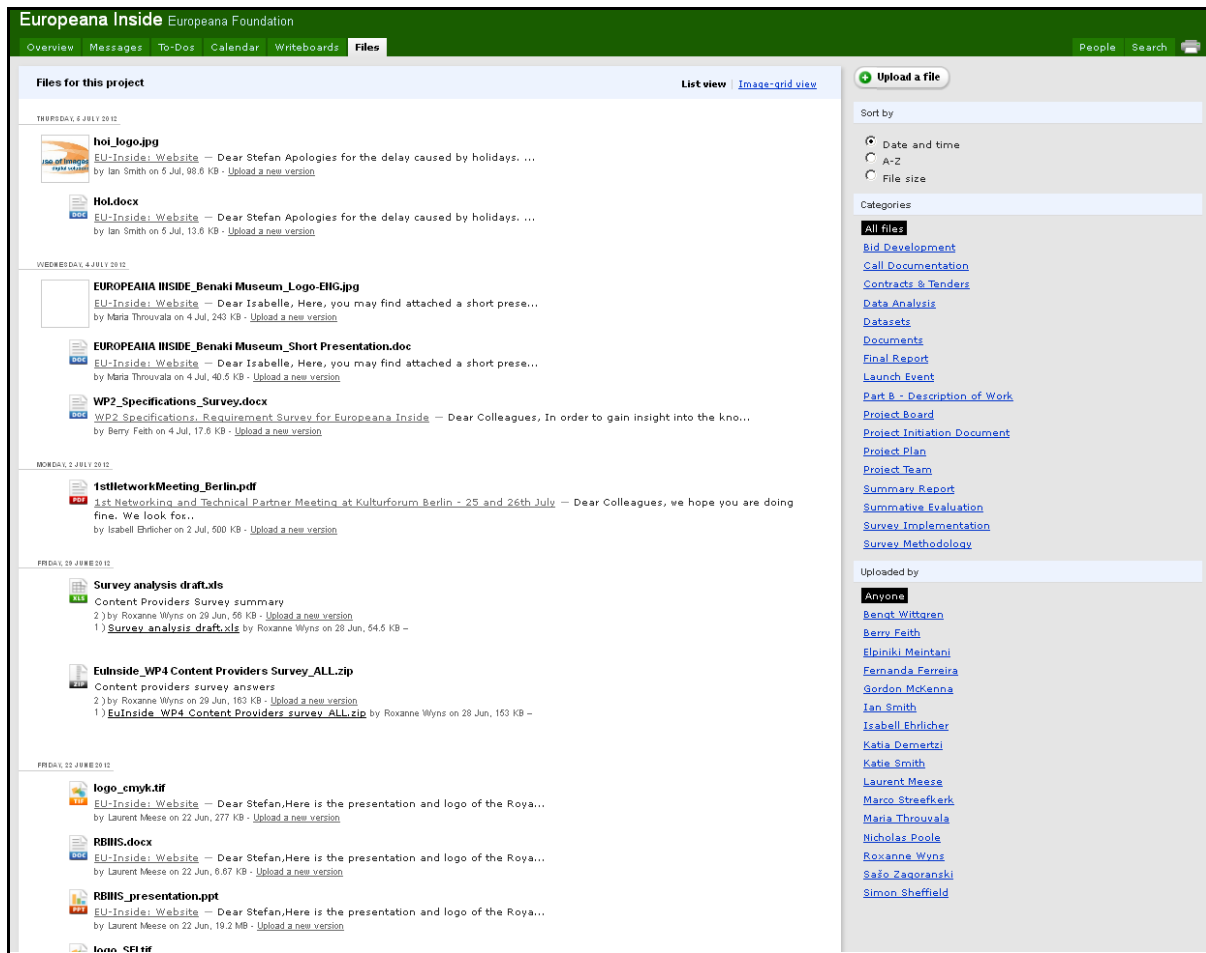 Europeana Inside Europeana Foundation
Overview Messages To-Dos Calendar Writeboards Files People Search
Files for this project List view Image-grid view
THURSDAY, 5 JULY 2012
hoi_logo.jpg
EU-Inside: Website — Dear Stefan Apologies for the delay caused by holidays. ...
by Ian Smith on 5 Jul, 98.6 KB - Upload a new version
HoI.docx
EU-Inside: Website — Dear Stefan Apologies for the delay caused by holidays. ...
by Ian Smith on 5 Jul, 13.6 KB - Upload a new version
WEDNESDAY, 4 JULY 2012
EUROPEANA INSIDE_Benaki Museum_Logo-ENG.jpg
EU-Inside: Website — Dear Isabelle, Here, you may find attached a short prese...
by Maria Throuvala on 4 Jul, 243 KB - Upload a new version
DOC
EUROPEANA INSIDE_Benaki Museum_Short Presentation.doc
EU-Inside: Website — Dear Isabelle, Here, you may find attached a short prese...
by Maria Throuvala on 4 Jul, 40.5 KB - Upload a new version
DOC
WP2_Specifications_Survey.docx
WP2 Specifications, Requirement Survey for Europeana Inside — Dear Colleagues, In order to gain insight into the kno...
by Berry Feith on 4 Jul, 17.6 KB - Upload a new version
MONDAY, 2 JULY 2012
PDF
1stNetworkMeeting_Berlin.pdf
1st Networking and Technical Partner Meeting at Kulturforum Berlin - 25 and 26th July — Dear Colleagues, we hope you are doing
fine. We look for...
by Isabell Ehrlicher on 2 Jul, 500 KB - Upload a new version
FRIDAY, 29 JUNE 2012
XLS
Survey analysis draft.xls
Content Providers Survey summary
2 ) by Roxanne Wyns on 29 Jun, 56 KB - Upload a new version
1 ) Survey analysis draft.xls by Roxanne Wyns on 28 Jun, 54.5 KB –
ZIP
EuInside_WP4 Content Providers Survey_ALL.zip
Content providers survey answers
2 ) by Roxanne Wyns on 29 Jun, 163 KB - Upload a new version
1 ) EuInside_WP4 Content Providers survey_ALL.zip by Roxanne Wyns on 28 Jun, 153 KB –
FRIDAY, 22 JUNE 2012
TIF
logo_cmyk.tif
EU-Inside: Website — Dear Stefan,Here is the presentation and logo of the Roya...
by Laurent Meese on 22 Jun, 277 KB - Upload a new version
DOC
RBINS.docx
EU-Inside: Website — Dear Stefan,Here is the presentation and logo of the Roya...
by Laurent Meese on 22 Jun, 6.67 KB - Upload a new version
PPT
RBINS_presentation.ppt
EU-Inside: Website — Dear Stefan,Here is the presentation and logo of the Roya...
by Laurent Meese on 22 Jun, 19.2 MB - Upload a new version
Upload a file
Sort by
Date and time
A-Z
File size
Categories
All files
Bid Development
Call Documentation
Contracts & Tenders
Data Analysis
Datasets
Documents
Final Report
Launch Event
Part B - Description of Work
Project Board
Project Initiation Document
Project Plan
Project Team
Summary Report
Summative Evaluation
Survey Implementation
Survey Methodology
Uploaded by
Anyone
Bengt Wittgren
Berry Feith
Elpiniki Meintani
Fernanda Ferreira
Gordon McKenna
Ian Smith
Isabell Ehrlicher
Katia Demertzi
Katie Smith
Laurent Meese
Marco Streefkerk
Maria Throuvala
Nicholas Poole
Roxanne Wyns
Sašo Zagoranski
Simon Sheffield